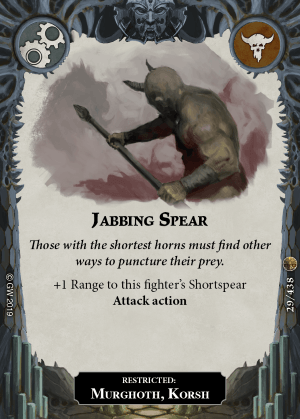 JABBING SPEAR
Those with the shortest horns must find other
ways to puncture their prey.
+1 Range to this fighter's Shortspear
Attack action
© GW 2019
29/438
RESTRICTED:
MURGHOTH, KORSH